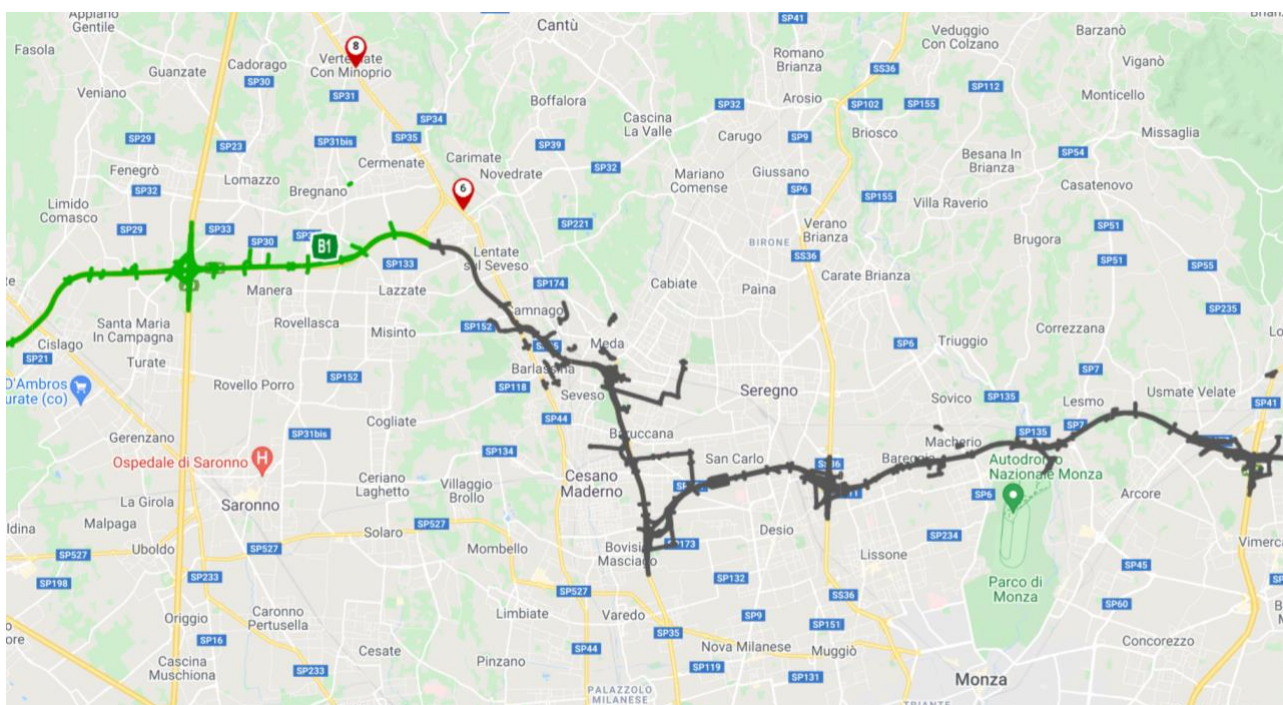 Appiano
Gentile
Fasola
Guanzate
Cadorago
Vertemate
Con Minoprio
8
Cantù
SP41
Veduggio
Con Colzano
Barzanò
Romano
Brianza
SS36
Viganò
SP30
SP31
Veniano
Boffalora
Arosio
SP32
SP102
SP155
SP112
Monticello
SP34
Cascina
La Valle
SP29
SP23
SP31bis
SP35
SP39
Carugo
SP9
Briosco
Missaglia
Cermenate
Carimate
Novedrate
SP32
Besana In
Brianza
SP54
Fenegrò
Lomazzo
Bregnano
Mariano
Comense
Giussano
SP6
SP155
Casatenovo
SP32
6
Limido
Comasco
Villa Raverio
SP29
SP33
SP30
B1
SP221
Verano
Brianza
SP51
Brugora
BIRONE
Lentate
sul Seveso
SS36
SP133
SP51
SP55
Carate Brianza
SP174
Cabiate
Paina
Manera
Lazzate
SP235
Camnago
Santa Maria
In Campagna
Rovellasca
Misinto
SP152
Correzzana
Cislago
Meda
SP6
Triuggio
SP21
Turate
Barlassina
SP7
D'Ambros
urate (co)
Rovello Porro
SP152
SP118
Seveso
Seregno
Sovico
SP135
Lesmo
Usmate Velate
SP41
SP44
Cogliate
SP31bis
Baruccana
SP135
SP7
Gerenzano
Macherio
SP134
San Carlo
Ospedale di Saronno
H
Cesano
Maderno
Autodromo
Nazionale Monza
Ceriano
Laghetto
Villaggio
Brollo
SP6
Arcore
La Girola
Saronno
Malpaga
SP527
Solaro
Desio
SP234
Uboldo
SP527
SP527
Mombello
Bovisio
Masciago
SP173
Lissone
Vimerca
SP45
SP198
SP233
SP132
Parco di
Monza
SP527
SS36
SP60
Origgio
Caronno
Pertusella
Limbiate
Varedo
SP9
SP151
SP16
SP35
Concorezzo
Cesate
SP44
Nova Milanese
Muggiò
Cascina
Muschiona
SP233
Pinzano
SP119
SP131
Monza
PALAZZOLO
MILANESE